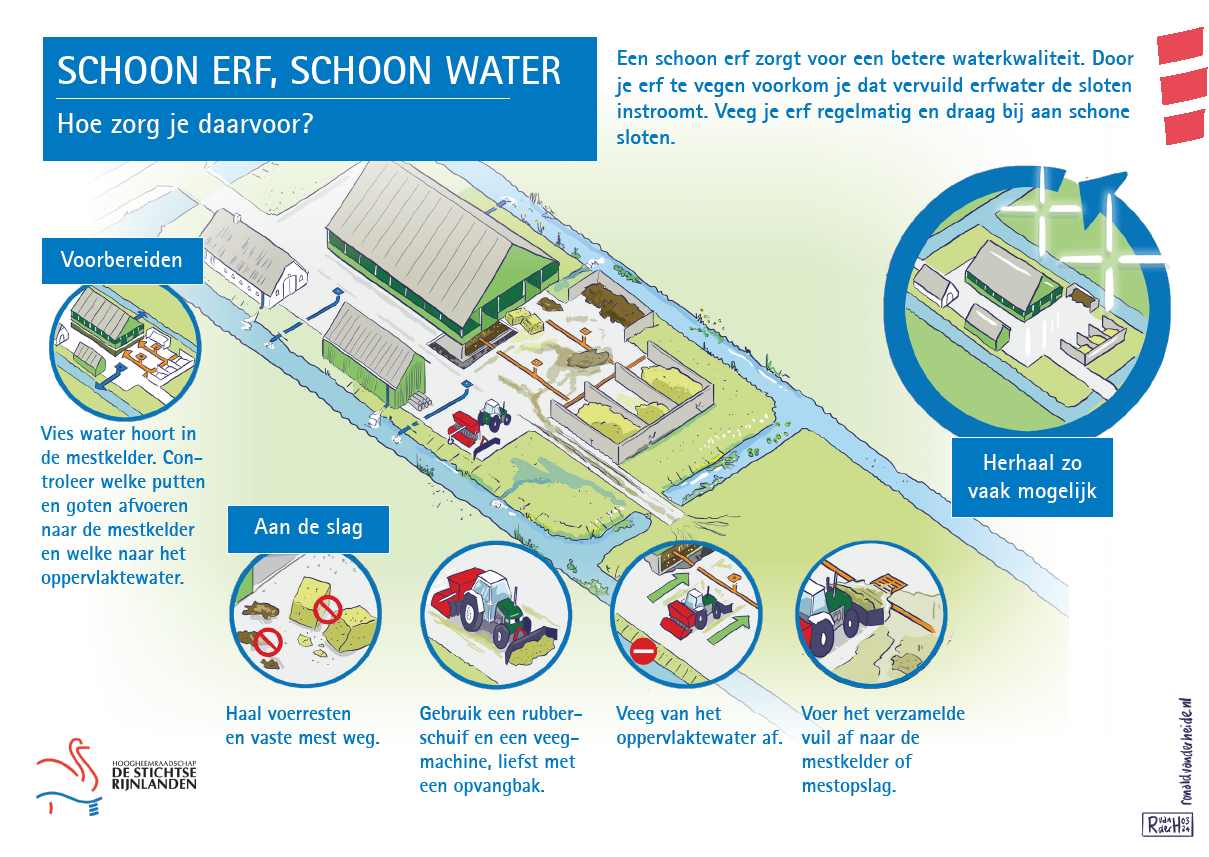 SCHOON ERF, SCHOON WATER
Hoe zorg je daarvoor?
Een schoon erf zorgt voor een betere waterkwaliteit. Door
je erf te vegen voorkom je dat vervuild erfwater de sloten
instroomt. Veeg je erf regelmatig en draag bij aan schone
sloten.
Voorbereiden
Vies water hoort in
de mestkelder. Con-
troleer welke putten
en goten afvoeren
naar de mestkelder
en welke naar het
oppervlaktewater.
Aan de slag
Haal voerresten
en vaste mest weg.
Gebruik een rubber-
schuif en een veeg-
machine, liefst met
een opvangbak.
Veeg van het
oppervlaktewater af.
Voer het verzamelde
vuil af naar de
mestkelder of
mestopslag.
Herhaal zo
vaak mogelijk
HOOGHEEMRAADSCHAP
DE STICHTSE
RIJNLANDEN
ronaldvanderheide.nl
R van der H 03 24